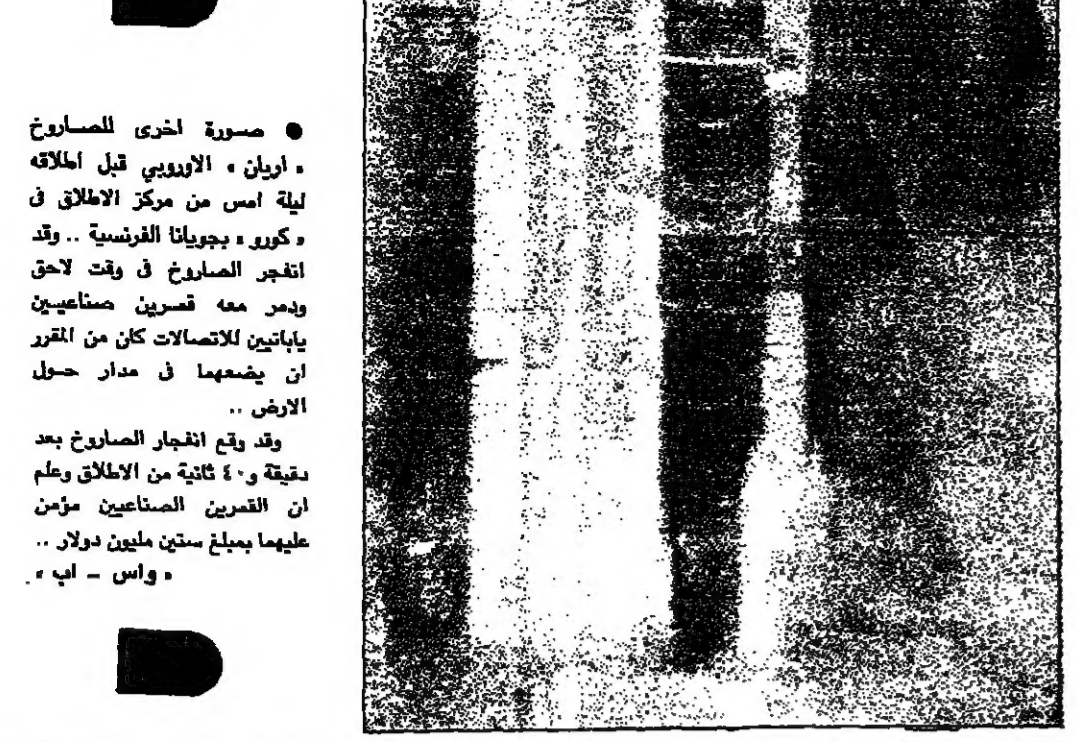 ● صورة اخرى للصاروخ
« اريان » الاوروبي قبل اطلاقه
ليلة امس من مركز الاطلاق فى
« كورو » بجويانا الفرنسية .. وقد
انفجر الصاروخ فى وقت لاحق
ودمر معه قمرين صناعيين
ياباتيين للاتصالات كان من المقرر
ان يضعهما فى مدار حول
الارض ..
وقد وقع انفجار الصاروخ بعد
دقيقة و٤٠ ثانية من الاطلاق وعلم
ان القمرين الصناعيين مؤمن
عليهما بمبلغ ستين مليون دولار ..
« واس – اب » .